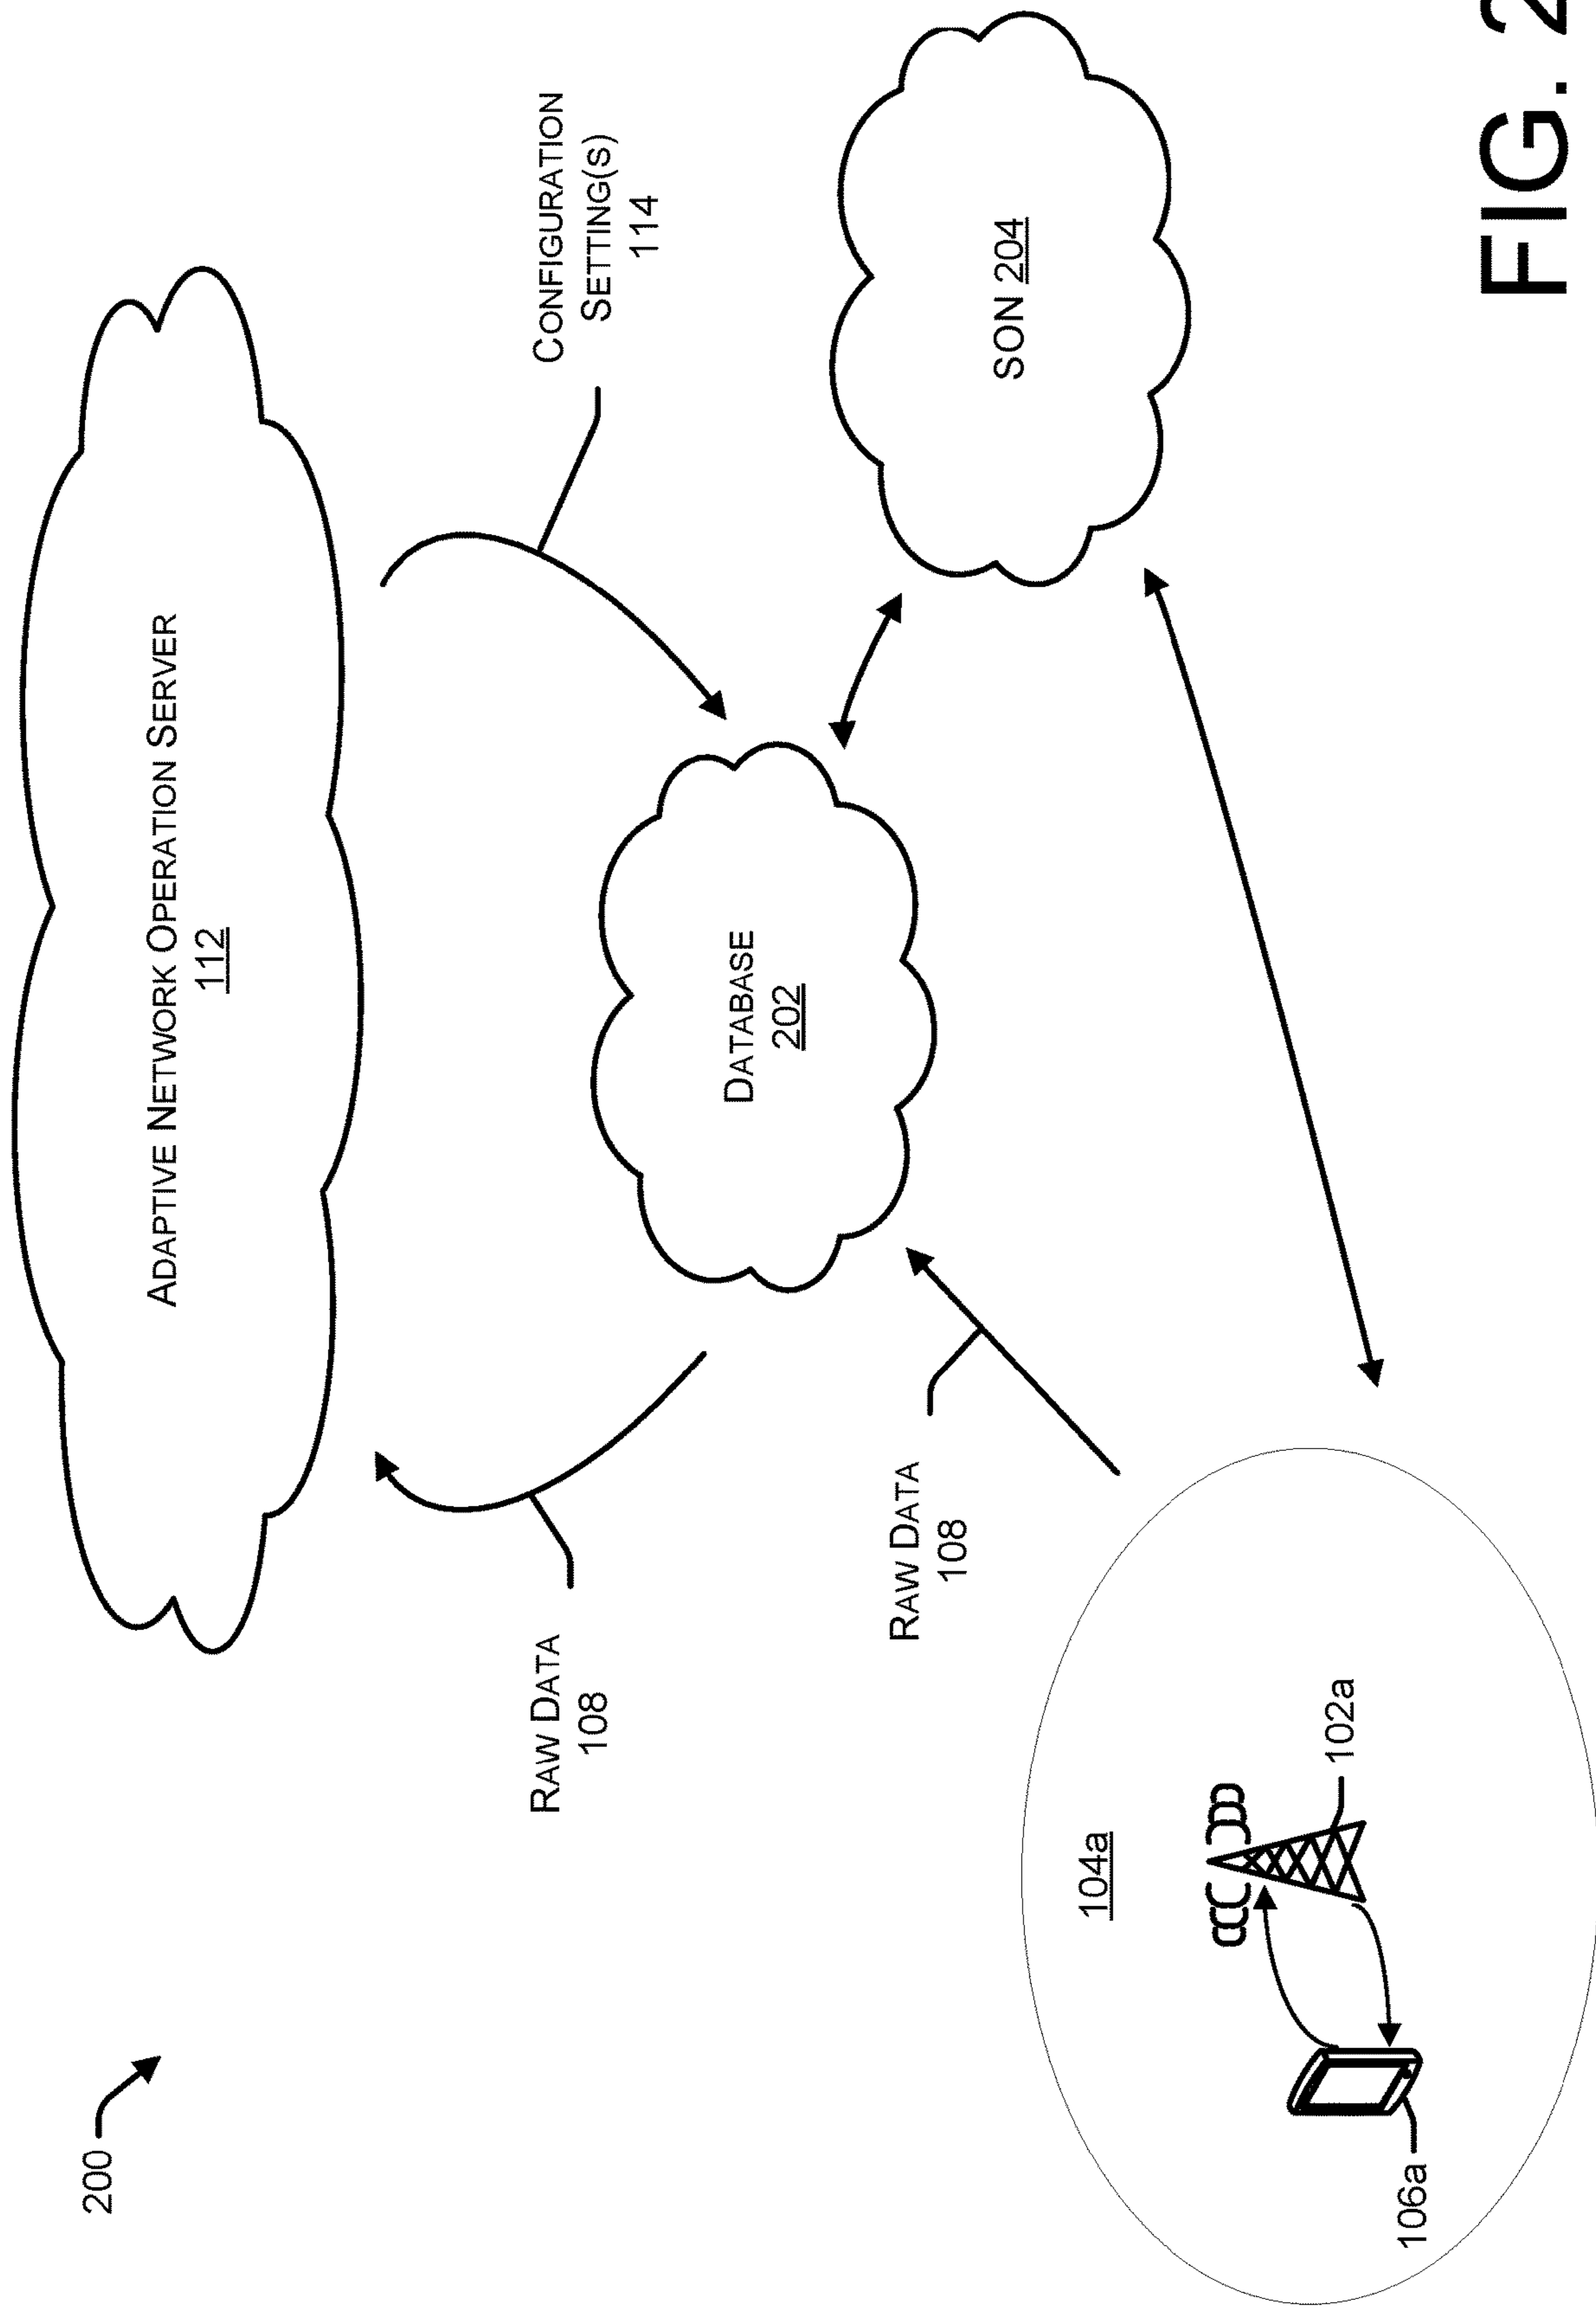 200
ADAPTIVE NETWORK OPERATION SERVER
112
RAW DATA
108
CONFIGURATION
SETTING(S)
114
DATABASE
202
RAW DATA
108
SON 204
104a
102a
106a
FIG. 2